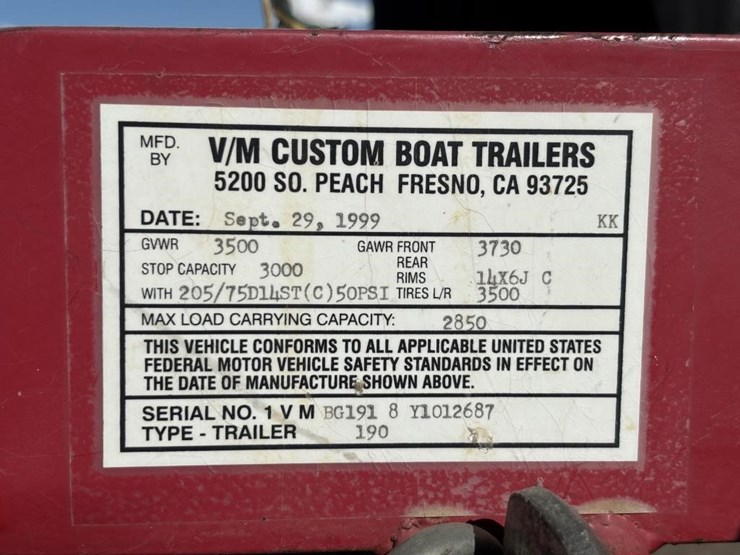 MFD. BY V/M CUSTOM BOAT TRAILERS
5200 SO. PEACH FRESNO, CA 93725
DATE: Sept. 29, 1999 KK
GVWR 3500 GAWR FRONT 3730
REAR
STOP CAPACITY 3000 RIMS 14X6J C
WITH 205/75D14ST(C)50PSI TIRES L/R 3500
MAX LOAD CARRYING CAPACITY: 2850
THIS VEHICLE CONFORMS TO ALL APPLICABLE UNITED STATES
FEDERAL MOTOR VEHICLE SAFETY STANDARDS IN EFFECT ON
THE DATE OF MANUFACTURE SHOWN ABOVE.
SERIAL NO. 1 V M BG191 8 Y1012687
TYPE - TRAILER 190